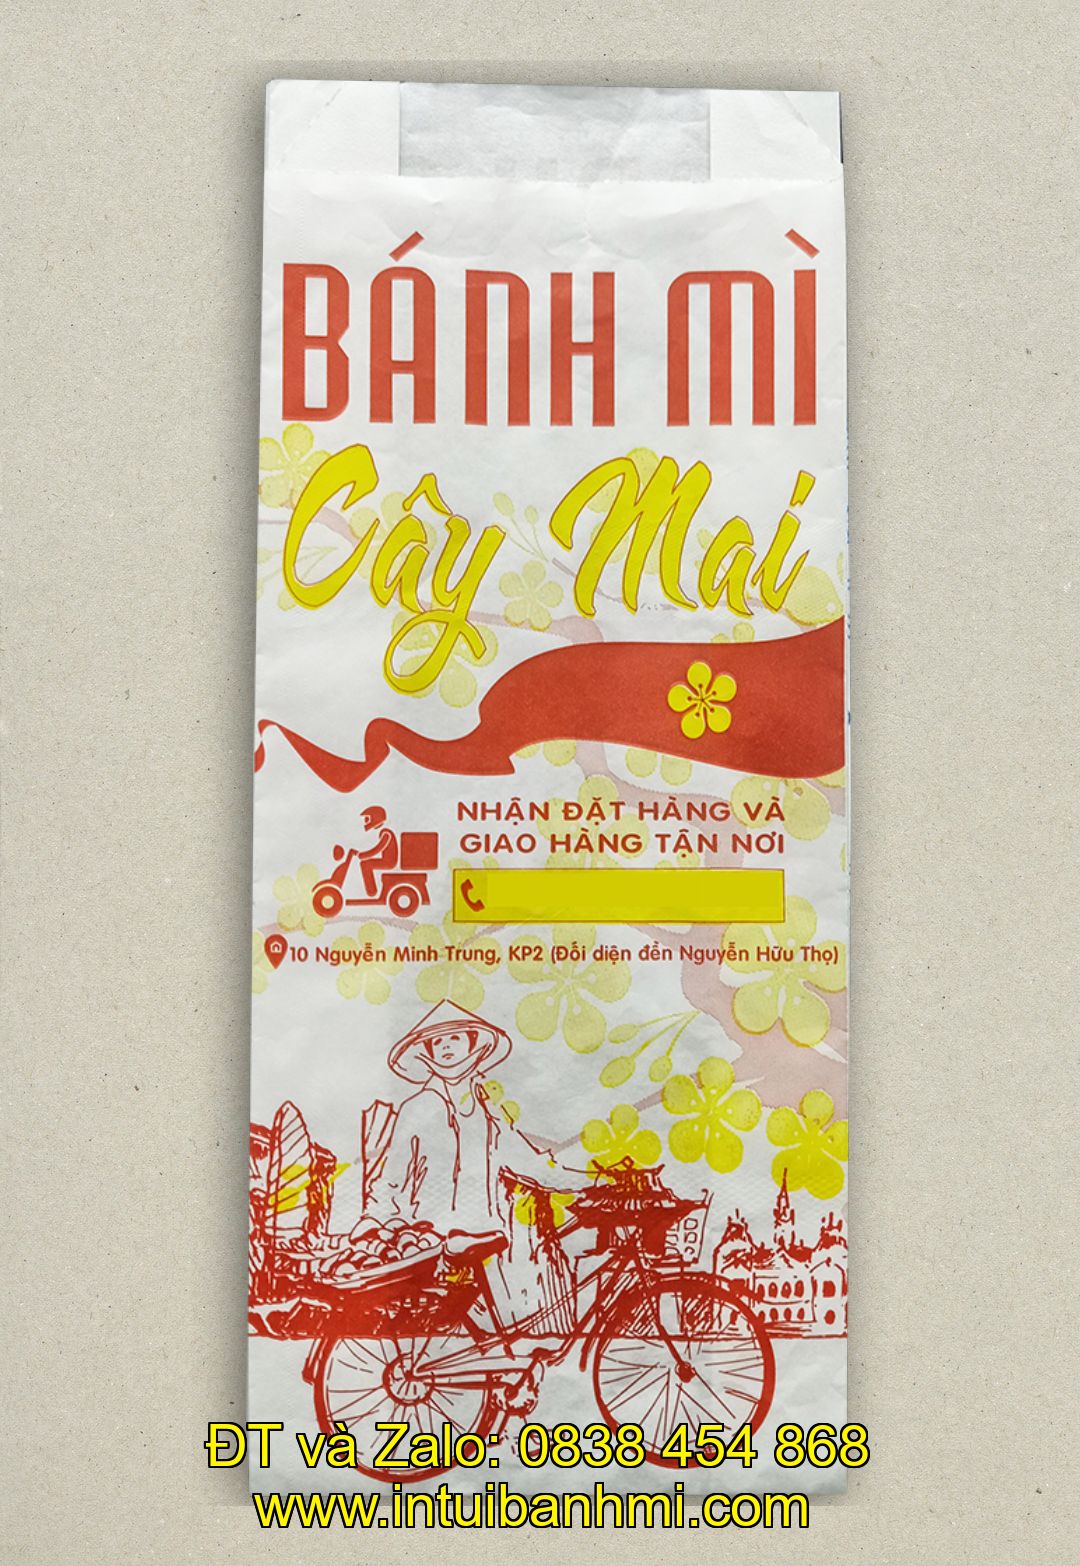 BÁNH MÌ
Cây Mai
NHẬN ĐẶT HÀNG VÀ
GIAO HÀNG TẬN NƠI
10 Nguyễn Minh Trung, KP2 (Đối diện đền Nguyễn Hữu Thọ)
ĐT và Zalo: 0838 454 868
www.intuibanhmi.com